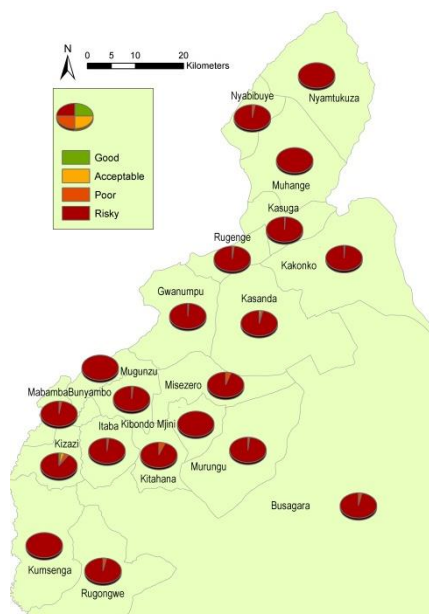 N
0 5 10 20
Kilometers
Good
Acceptable
Poor
Risky
Nyamtukuza
Nyabibuye
Muhange
Kasuga
Rugenge
Kakonko
Gwanumpu
Kasanda
Mugunzu
MabambaBunyambo
Misezero
Kizazi
Itaba
Kibondo Mjini
Kitahana
Murungu
Busagara
Kumsenga
Rugongwe